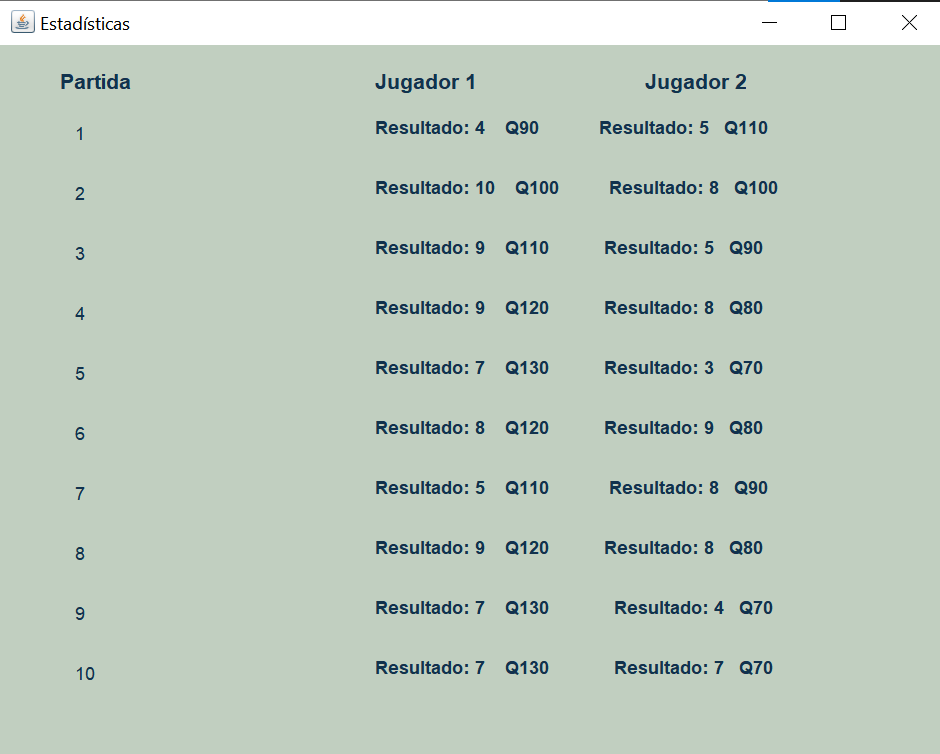 Estadísticas
Partida Jugador 1 Jugador 2
1 Resultado: 4 Q90 Resultado: 5 Q110
2 Resultado: 10 Q100 Resultado: 8 Q100
3 Resultado: 9 Q110 Resultado: 5 Q90
4 Resultado: 9 Q120 Resultado: 8 Q80
5 Resultado: 7 Q130 Resultado: 3 Q70
6 Resultado: 8 Q120 Resultado: 9 Q80
7 Resultado: 5 Q110 Resultado: 8 Q90
8 Resultado: 9 Q120 Resultado: 8 Q80
9 Resultado: 7 Q130 Resultado: 4 Q70
10 Resultado: 7 Q130 Resultado: 7 Q70